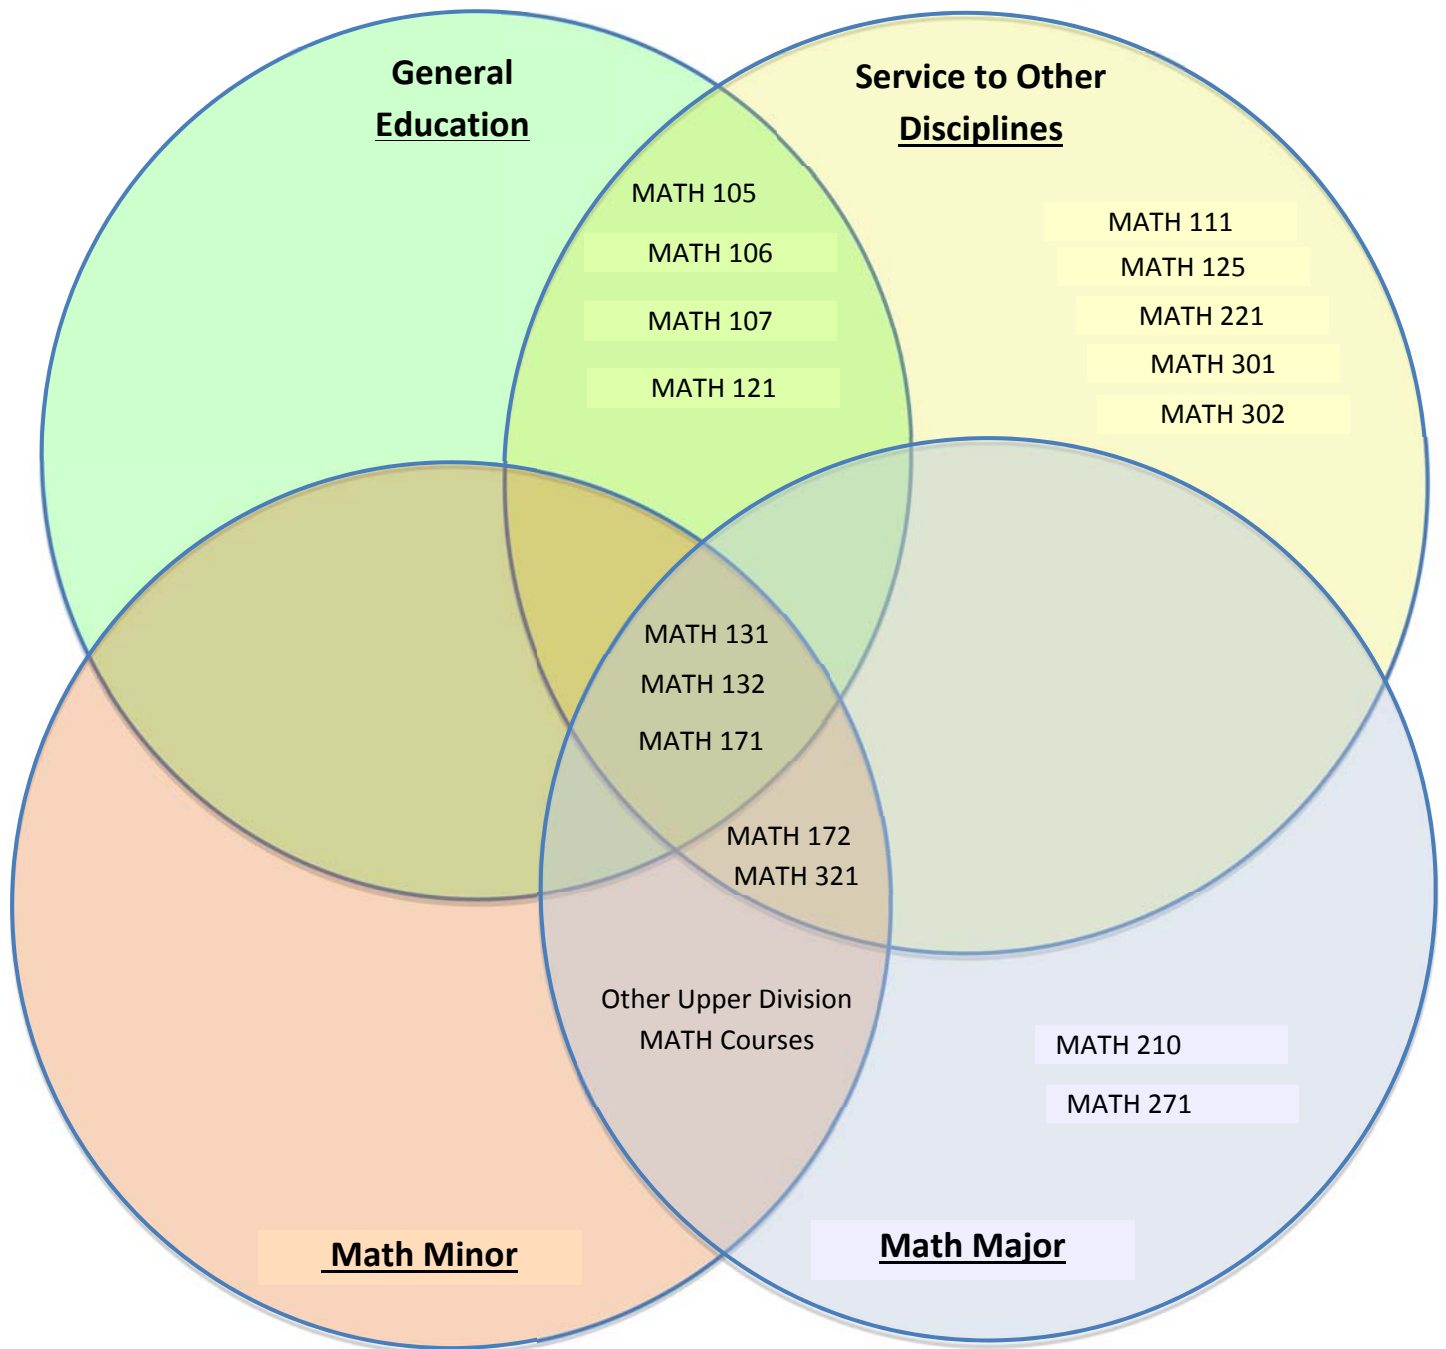 General
Education
Service to Other
Disciplines
MATH 105
MATH 106
MATH 107
MATH 121
MATH 111
MATH 125
MATH 221
MATH 301
MATH 302
MATH 131
MATH 132
MATH 171
MATH 172
MATH 321
Other Upper Division
MATH Courses
MATH 210
MATH 271
Math Minor
Math Major